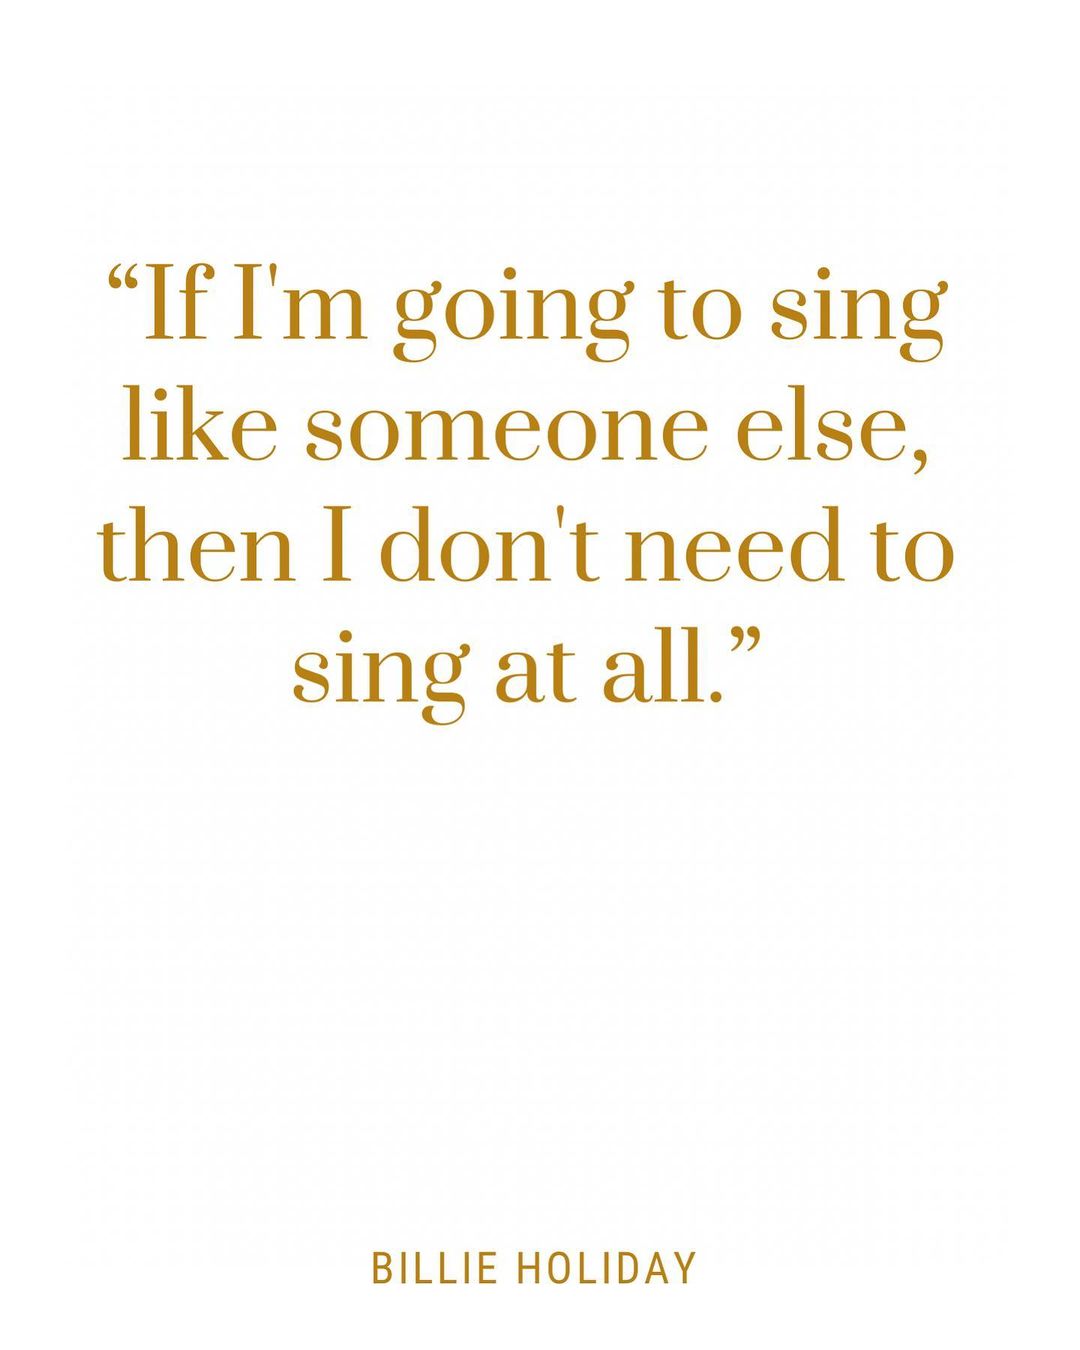 “If I'm going to sing
like someone else,
then I don't need to
sing at all.”
BILLIE HOLIDAY